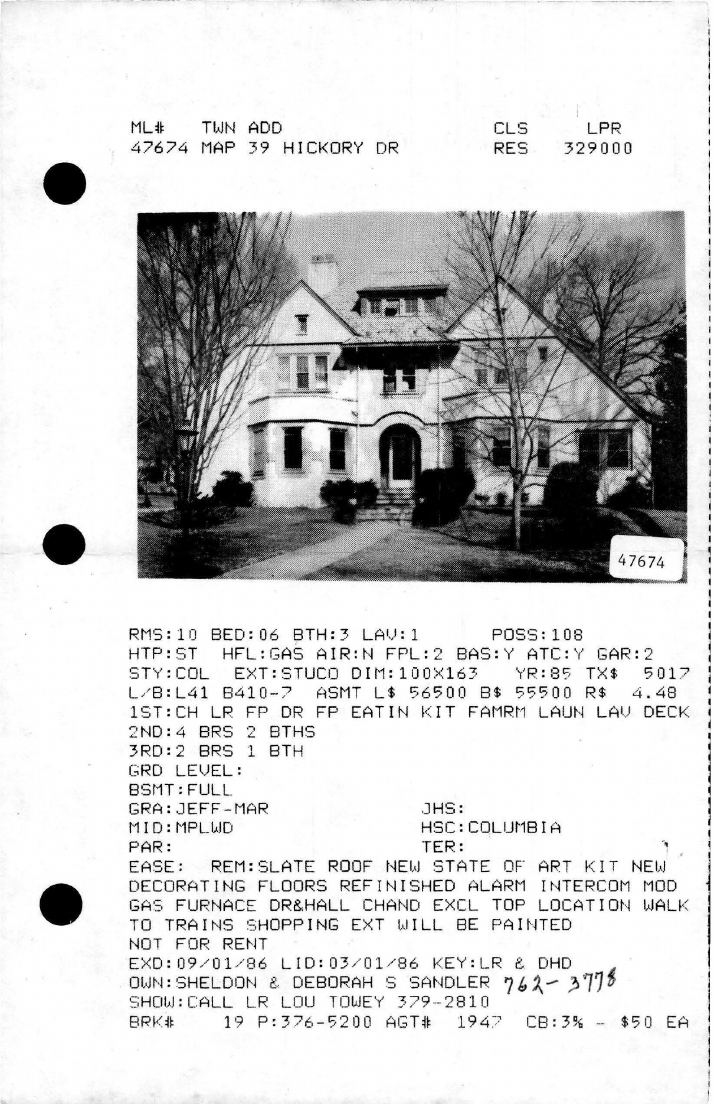 ML# TWN ADD CLS LPR
47674 MAP 39 HICKORY DR RES 329000
47674
RMS:10 BED:06 BTH:3 LAV:1 POSS:108
HTP:ST HFL:GAS AIR:N FPL:2 BAS:Y ATC:Y GAR:2
STY:COL EXT:STUCO DIM:100X163 YR:85 TX$ 5017
L/B:L41 B410-7 ASMT L$ 56500 B$ 55500 R$ 4.48
1ST:CH LR FP DR FP EATIN KIT FAMRM LAUN LAV DECK
2ND:4 BRS 2 BTHS
3RD:2 BRS 1 BTH
GRD LEVEL:
BSMT:FULL
GRA:JEFF-MAR JHS:
MID:MPLWD HSC:COLUMBIA
PAR: TER:
EASE: REM:SLATE ROOF NEW STATE OF ART KIT NEW
DECORATING FLOORS REFINISHED ALARM INTERCOM MOD
GAS FURNACE DR&HALL CHAND EXCL TOP LOCATION WALK
TO TRAINS SHOPPING EXT WILL BE PAINTED
NOT FOR RENT
EXD:09/01/86 LID:03/01/86 KEY:LR & DHD
OWN:SHELDON & DEBORAH S SANDLER 762-3778
SHOW:CALL LR LOU TOWEY 379-2810
BRK# 19 P:376-5200 AGT# 1947 CB:3% - $50 EA